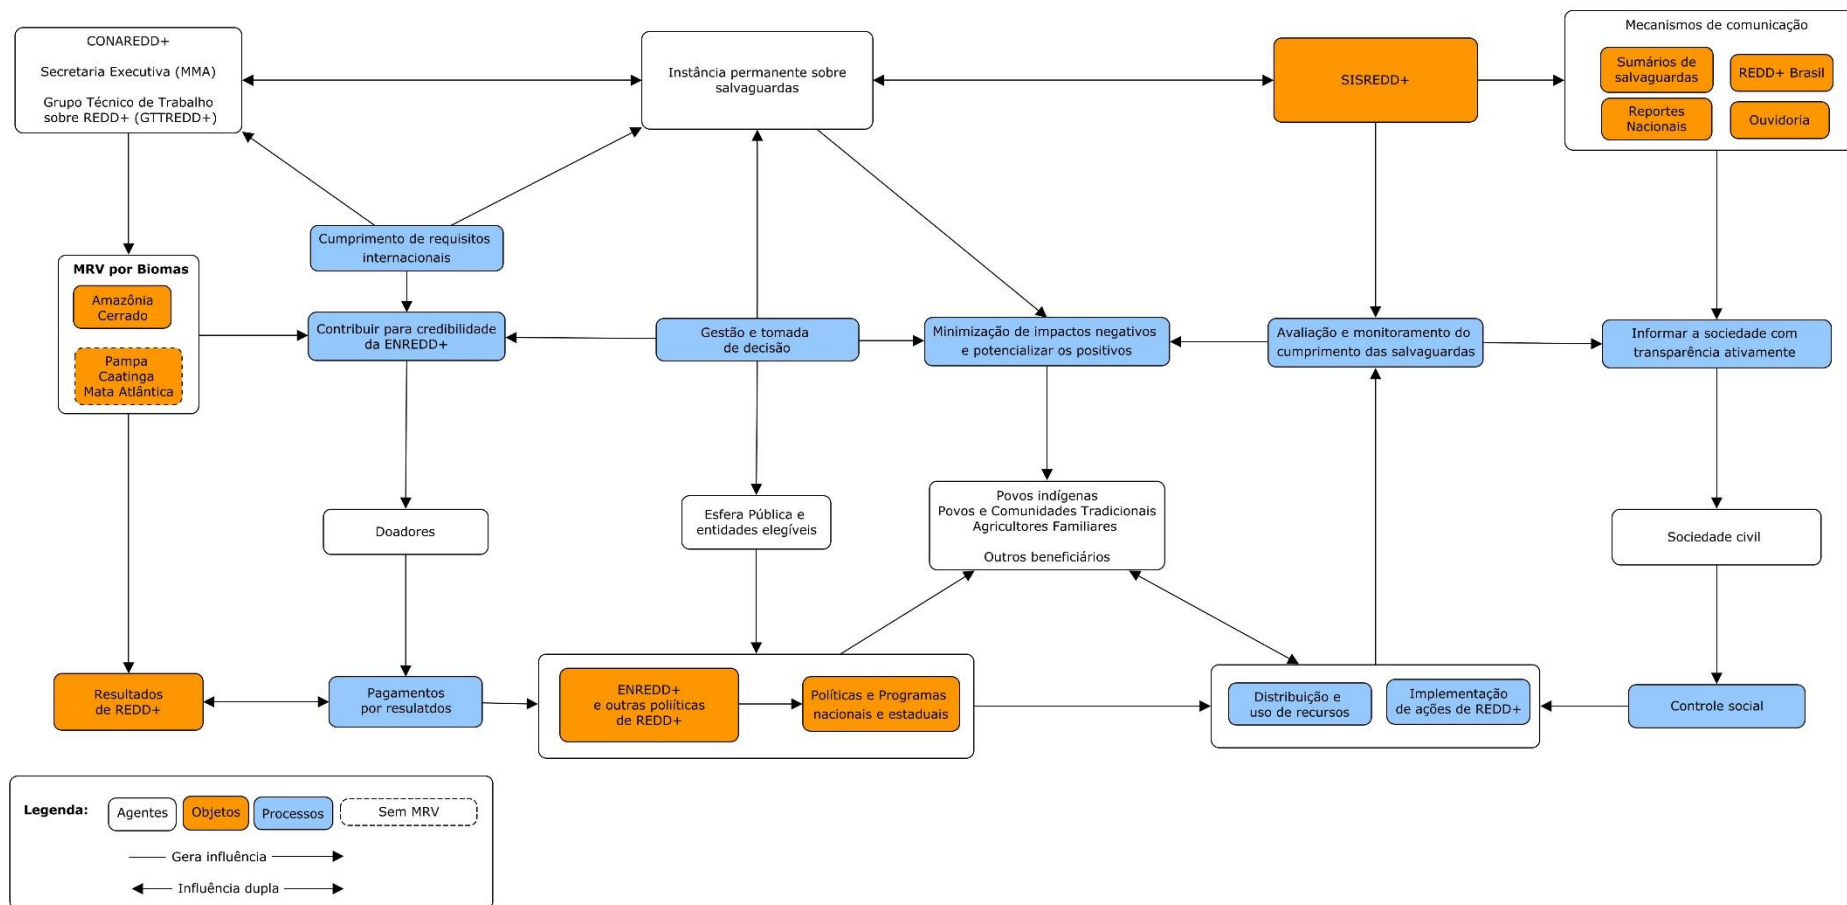 CONAREDD+
Secretaria Executiva (MMA)
Grupo Técnico de Trabalho
sobre REDD+ (GTTREDD+)
Instância permanente sobre
salvaguardas
SISREDD+
Mecanismos de comunicação
Sumários de
salvaguardas
REDD+ Brasil
Reportes
Nacionais
Ouvidoria
Cumprimento de requisitos
internacionais
MRV por Biomas
Amazônia
Cerrado
Pampa
Caatinga
Mata Atlântica
Contribuir para credibilidade
da ENREDD+
Gestão e tomada
de decisão
Minimização de impactos negativos
e potencializar os positivos
Avaliação e monitoramento do
cumprimento das salvaguardas
Informar a sociedade com
transparência ativamente
Doadores
Esfera Pública e
entidades elegíveis
Povos indígenas
Povos e Comunidades Tradicionais
Agricultores Familiares
Outros beneficiários
Sociedade civil
Resultados
de REDD+
Pagamentos
por resulatdos
ENREDD+
e outras poliíticas
de REDD+
Políticas e Programas
nacionais e estaduais
Distribuição e
uso de recursos
Implementação
de ações de REDD+
Controle social
Legenda:
Agentes
Objetos
Processos
Sem MRV
Gera influência
Influência dupla